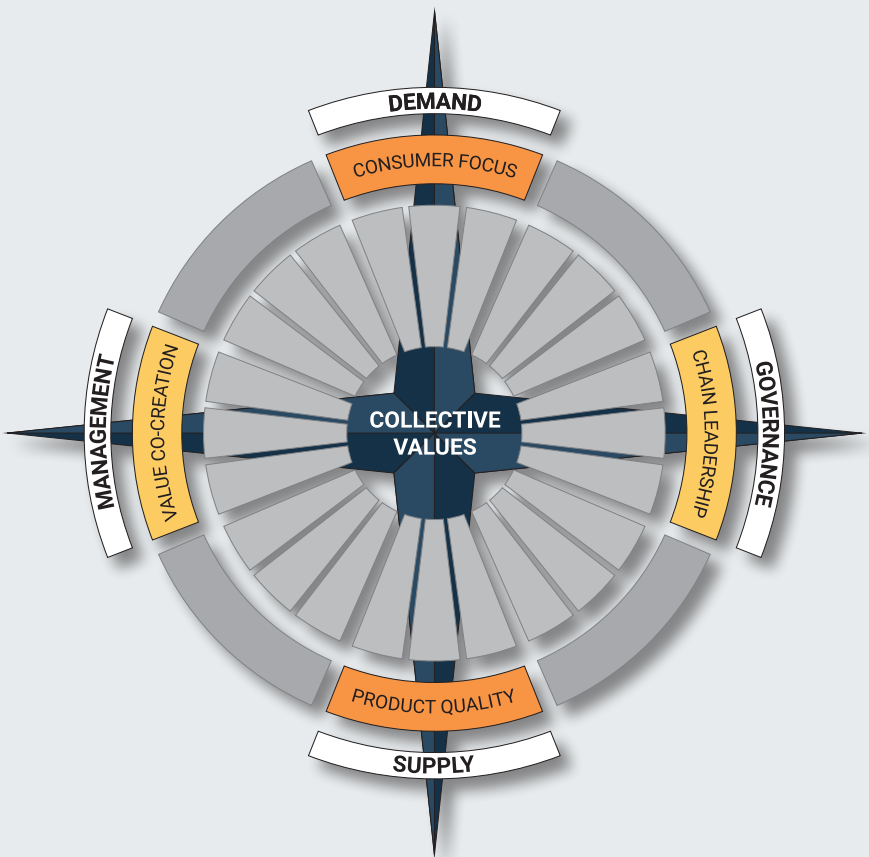 DEMAND
CONSUMER FOCUS
MANAGEMENT
VALUE CO-CREATION
COLLECTIVE
VALUES
CHAIN LEADERSHIP
GOVERNANCE
PRODUCT QUALITY
SUPPLY